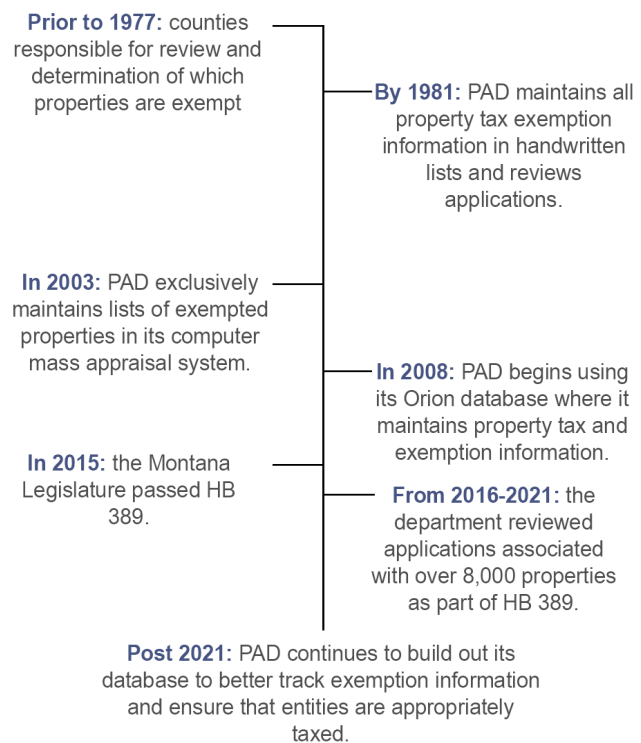 Prior to 1977: counties
responsible for review and
determination of which
properties are exempt
By 1981: PAD maintains all
property tax exemption
information in handwritten
lists and reviews
applications.
In 2003: PAD exclusively
maintains lists of exempted
properties in its computer
mass appraisal system.
In 2008: PAD begins using
its Orion database where it
maintains property tax and
exemption information.
In 2015: the Montana
Legislature passed HB
389.
From 2016-2021: the
department reviewed
applications associated
with over 8,000 properties
as part of HB 389.
Post 2021: PAD continues to build out its
database to better track exemption information
and ensure that entities are appropriately
taxed.